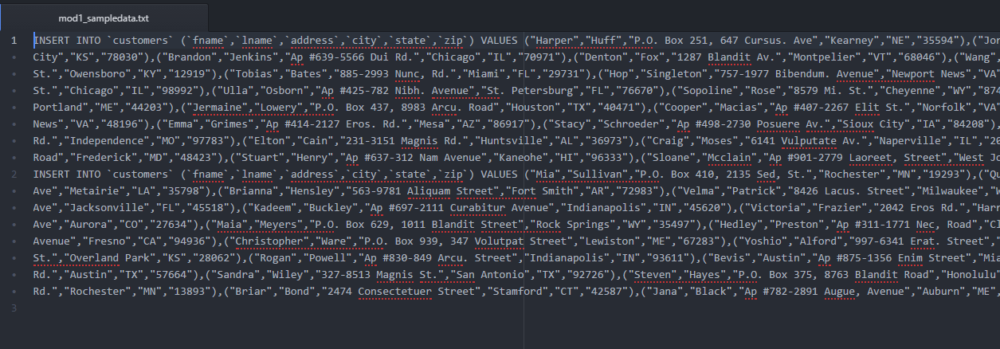 mod1_sampledata.txt
1 INSERT INTO `customers` (`fname`,`lname`,`address`,`city`,`state`,`zip`) VALUES ("Harper","Huff","P.O. Box 251, 647 Cursus. Ave","Kearney","NE","35594"),("Jor
City","KS","78030"),("Brandon","Jenkins","Ap #639-5566 Dui Rd.","Chicago","IL","70971"),("Denton","Fox","1287 Blandit Av.","Montpelier","VT","68046"),("Wang",
St.","Owensboro","KY","12919"),("Tobias","Bates","885-2993 Nunc, Rd.","Miami","FL","29731"),("Hop","Singleton","757-1977 Bibendum. Avenue","Newport News","VA"
St.","Chicago","IL","98992"),("Ulla","Osborn","Ap #425-782 Nibh. Avenue","St. Petersburg","FL","76670"),("Sopoline","Rose","8579 Mi. St.","Cheyenne","WY","874
Portland","ME","44203"),("Jermaine","Lowery","P.O. Box 437, 8983 Arcu. Road","Houston","TX","40471"),("Cooper","Macias","Ap #407-2267 Elit St.","Norfolk","VA"
News","VA","48196"),("Emma","Grimes","Ap #414-2127 Eros. Rd.","Mesa","AZ","86917"),("Stacy","Schroeder","Ap #498-2730 Posuere Av.","Sioux City","IA","84208"),
Rd.","Independence","MO","97783"),("Elton","Cain","231-3151 Magnis Rd.","Huntsville","AL","36973"),("Craig","Moses","6141 Vulputate Av.","Naperville","IL","20
Road","Frederick","MD","48423"),("Stuart","Henry","Ap #637-312 Nam Avenue","Kaneohe","HI","96333"),("Sloane","Mcclain","Ap #901-2779 Laoreet, Street","West Jo
2 INSERT INTO `customers` (`fname`,`lname`,`address`,`city`,`state`,`zip`) VALUES ("Mia","Sullivan","P.O. Box 410, 2135 Sed, St.","Rochester","MN","19293"),("Qu
Ave","Metairie","LA","35798"),("Brianna","Hensley","563-9781 Aliquam Street","Fort Smith","AR","72983"),("Velma","Patrick","8426 Lacus. Street","Milwaukee","W
Ave","Jacksonville","FL","45518"),("Kadeem","Buckley","Ap #697-2111 Curabitur Avenue","Indianapolis","IN","45620"),("Victoria","Frazier","2042 Eros Rd.","Harr
Ave","Aurora","CO","27634"),("Maia","Meyers","P.O. Box 629, 1011 Blandit Street","Rock Springs","WY","35497"),("Hedley","Preston","Ap #311-1771 Nec, Road","Cl
Avenue","Fresno","CA","94936"),("Christopher","Ware","P.O. Box 939, 347 Volutpat Street","Lewiston","ME","67283"),("Yoshio","Alford","997-6341 Erat. Street",
St.","Overland Park","KS","28062"),("Rogan","Powell","Ap #830-849 Arcu. Street","Indianapolis","IN","93611"),("Bevis","Austin","Ap #875-1356 Enim Street","Mia
Rd.","Austin","TX","57664"),("Sandra","Wiley","327-8513 Magnis St.","San Antonio","TX","92726"),("Steven","Hayes","P.O. Box 375, 8763 Blandit Road","Honolulu"
Rd.","Rochester","MN","13893"),("Briar","Bond","2474 Consectetuer Street","Stamford","CT","42587"),("Jana","Black","Ap #782-2891 Augue, Avenue","Auburn","ME",
3